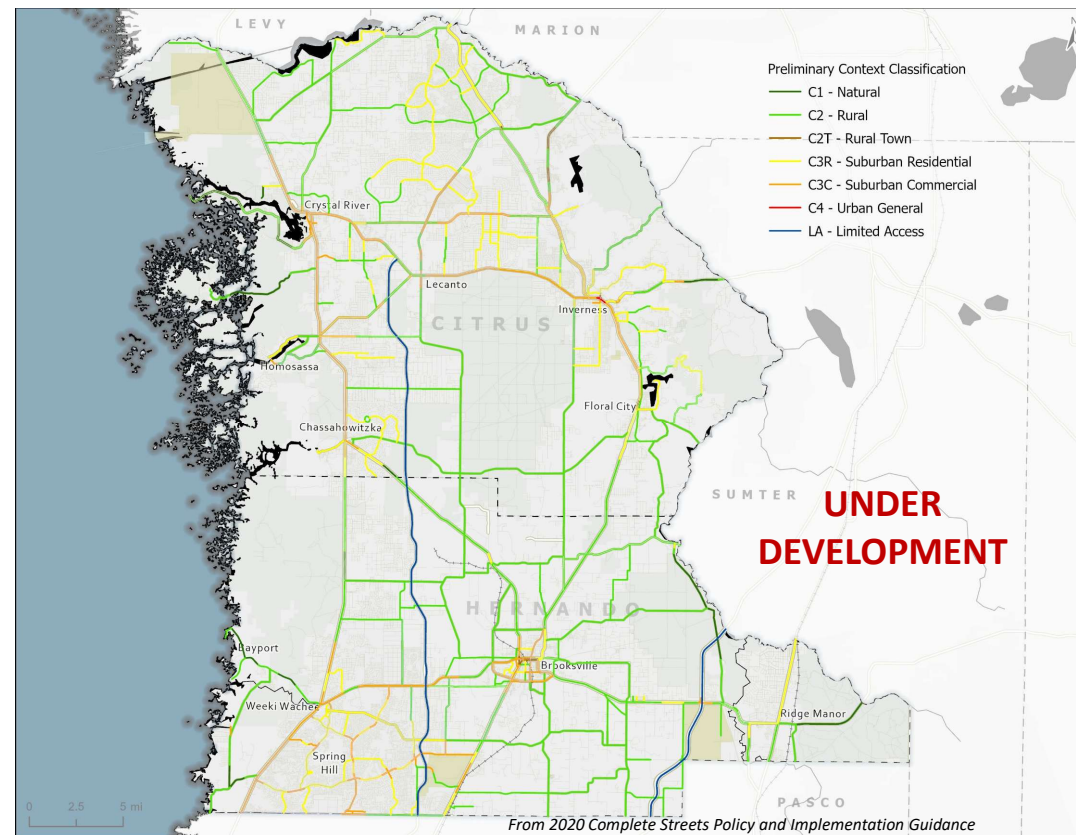 LEVY
MARION
N
Preliminary Context Classification
C1 - Natural
C2 - Rural
C2T - Rural Town
C3R - Suburban Residential
C3C - Suburban Commercial
C4 - Urban General
LA - Limited Access
Crystal River
Lecanto
Inverness
CITRUS
Homosassa
Floral City
Chassahowitzka
SUMTER
UNDER
DEVELOPMENT
HERNANDO
Bayport
Brooksville
Weeki Wachee
Ridge Manor
Spring
Hill
PASCO
0 2.5 5 mi
From 2020 Complete Streets Policy and Implementation Guidance